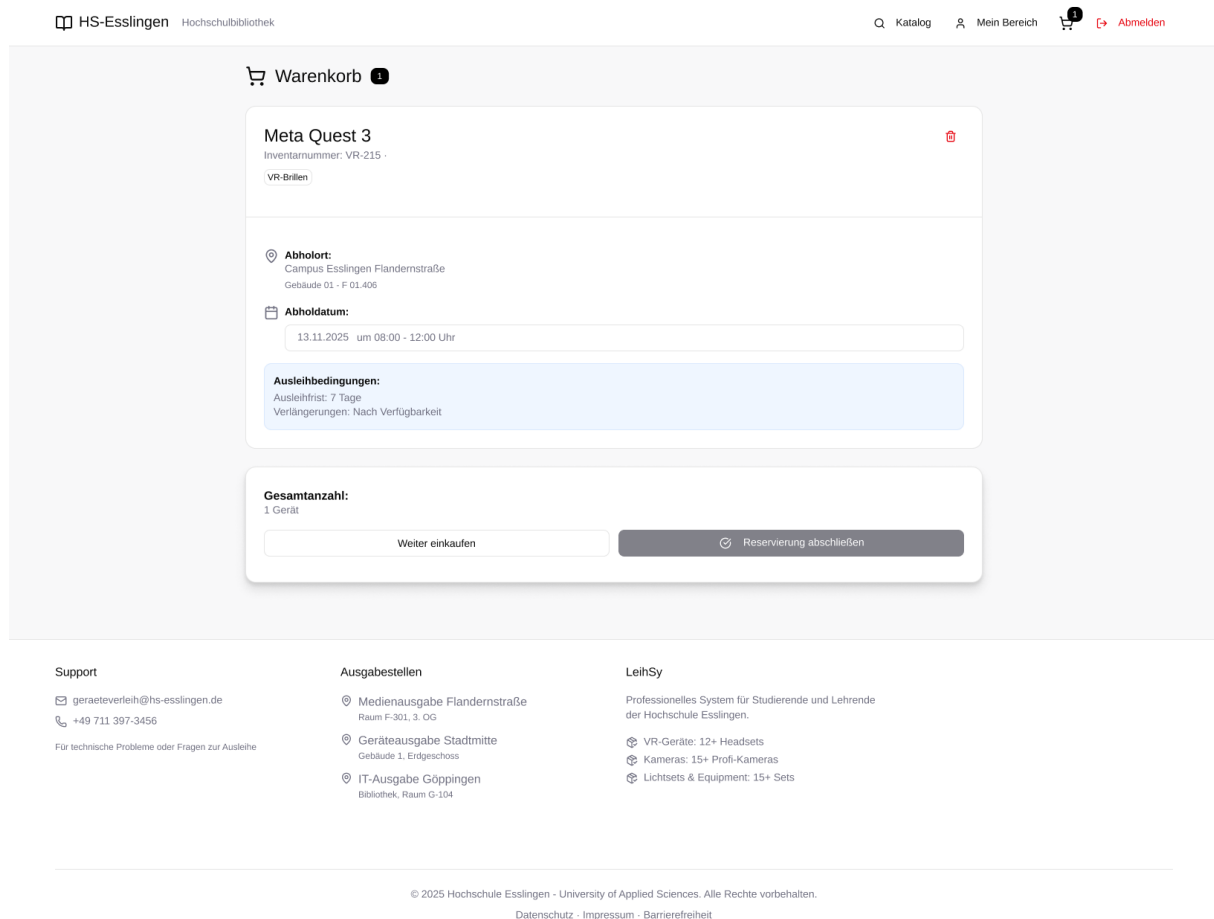 HS-Esslingen Hochschulbibliothek Katalog Mein Bereich 1 Abmelden
Warenkorb 1
Meta Quest 3
Inventarnummer: VR-215 ·
VR-Brillen
Abholort:
Campus Esslingen Flandernstraße
Gebäude 01 - F 01.406
Abholdatum:
13.11.2025 um 08:00 - 12:00 Uhr
Ausleihbedingungen:
Ausleihfrist: 7 Tage
Verlängerungen: Nach Verfügbarkeit
Gesamtanzahl:
1 Gerät
Weiter einkaufen Reservierung abschließen
Support
geraeteverleih@hs-esslingen.de
+49 711 397-3456
Für technische Probleme oder Fragen zur Ausleihe
Ausgabestellen
Medienausgabe Flandernstraße
Raum F-301, 3. OG
Geräteausgabe Stadtmitte
Gebäude 1, Erdgeschoss
IT-Ausgabe Göppingen
Bibliothek, Raum G-104
LeihSy
Professionelles System für Studierende und Lehrende
der Hochschule Esslingen.
VR-Geräte: 12+ Headsets
Kameras: 15+ Profi-Kameras
Lichtsets & Equipment: 15+ Sets
© 2025 Hochschule Esslingen - University of Applied Sciences. Alle Rechte vorbehalten.
Datenschutz · Impressum · Barrierefreiheit